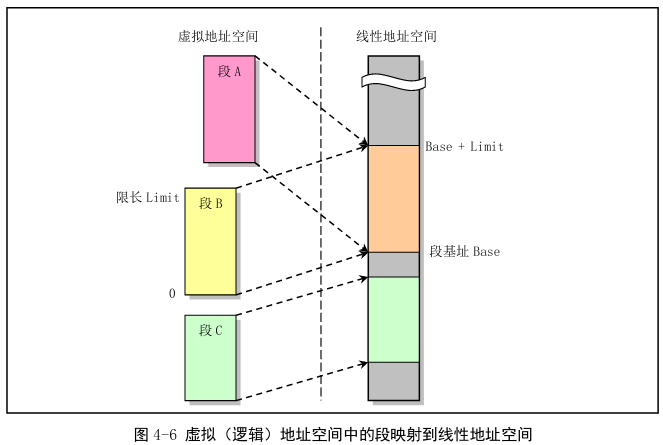 虚拟地址空间
线性地址空间
段 A
Base + Limit
限长 Limit
段 B
段基址 Base
0
段 C
图 4-6 虚拟（逻辑）地址空间中的段映射到线性地址空间